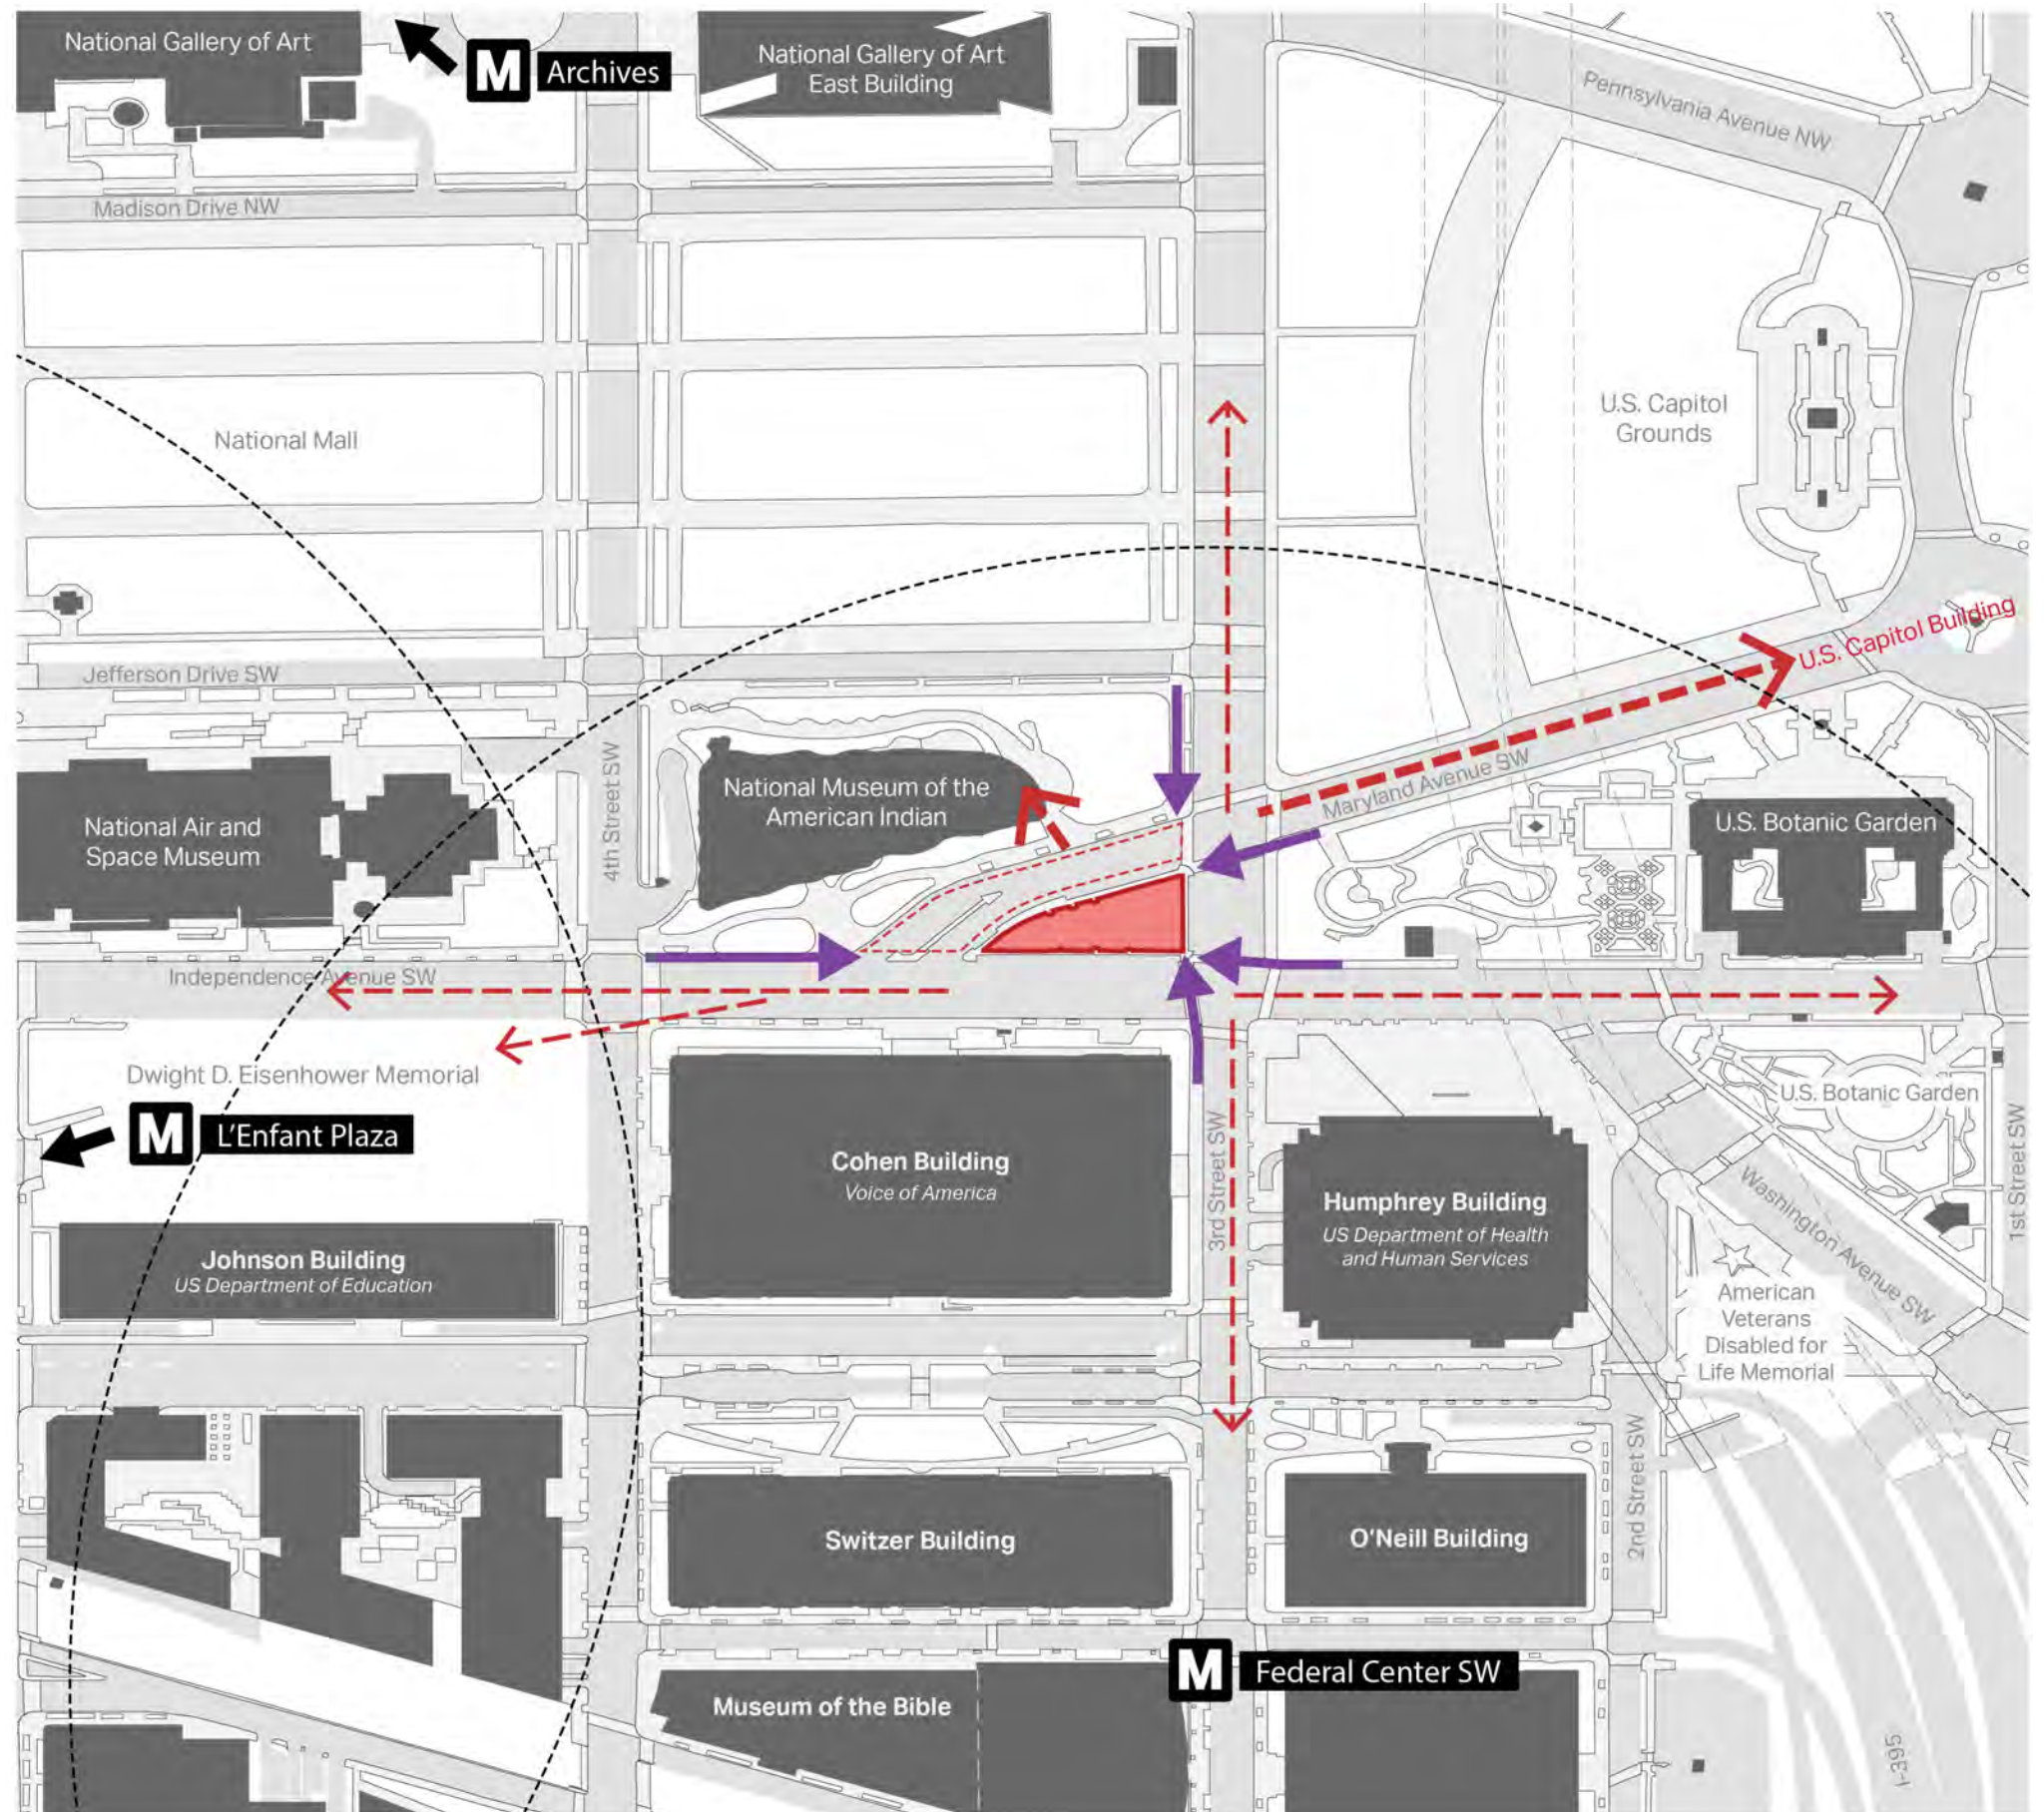 National Gallery of Art
M Archives
National Gallery of Art
East Building
Pennsylvania Avenue NW
Madison Drive NW
National Mall
U.S. Capitol
Grounds
U.S. Capitol Building
Jefferson Drive SW
4th Street SW
National Museum of the
American Indian
Maryland Avenue SW
National Air and
Space Museum
U.S. Botanic Garden
Independence Avenue SW
Dwight D. Eisenhower Memorial
M L'Enfant Plaza
U.S. Botanic Garden
1st Street SW
3rd Street SW
Cohen Building
Voice of America
Humphrey Building
US Department of Health
and Human Services
Washington Avenue SW
Johnson Building
US Department of Education
American
Veterans
Disabled for
Life Memorial
2nd Street SW
Switzer Building
O'Neill Building
M Federal Center SW
Museum of the Bible
I-395